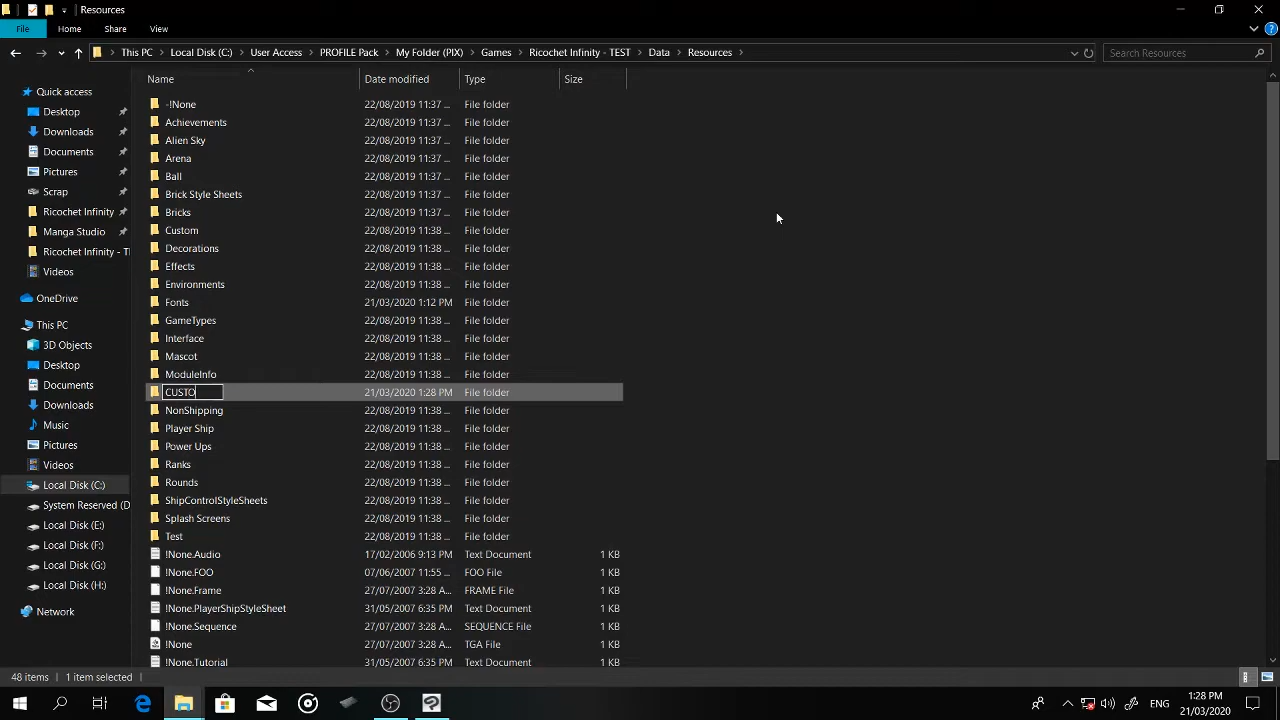 Resources
File
Home
Share
View
This PC
Local Disk (C:)
User Access
PROFILE Pack
My Folder (PIX)
Games
Ricochet Infinity - TEST
Data
Resources
Search Resources
Name
Date modified
Type
Size
Quick access
Desktop
Downloads
Documents
Pictures
Scrap
Ricochet Infinity
Manga Studio
Ricochet Infinity - TI
Videos
OneDrive
This PC
3D Objects
Desktop
Documents
Downloads
Music
Pictures
Videos
Local Disk (C:)
System Reserved (D
Local Disk (E:)
Local Disk (F:)
Local Disk (G:)
Local Disk (H:)
Network
-!None 22/08/2019 11:37 ... File folder
Achievements 22/08/2019 11:37 ... File folder
Alien Sky 22/08/2019 11:37 ... File folder
Arena 22/08/2019 11:37 ... File folder
Ball 22/08/2019 11:37 ... File folder
Brick Style Sheets 22/08/2019 11:37 ... File folder
Bricks 22/08/2019 11:37 ... File folder
Custom 22/08/2019 11:38 ... File folder
Decorations 22/08/2019 11:38 ... File folder
Effects 22/08/2019 11:38 ... File folder
Environments 22/08/2019 11:38 ... File folder
Fonts 21/03/2020 1:12 PM File folder
GameTypes 22/08/2019 11:38 ... File folder
Interface 22/08/2019 11:38 ... File folder
Mascot 22/08/2019 11:38 ... File folder
ModuleInfo 22/08/2019 11:38 ... File folder
CUSTO 21/03/2020 1:28 PM File folder
NonShipping 22/08/2019 11:38 ... File folder
Player Ship 22/08/2019 11:38 ... File folder
Power Ups 22/08/2019 11:38 ... File folder
Ranks 22/08/2019 11:38 ... File folder
Rounds 22/08/2019 11:38 ... File folder
ShipControlStyleSheets 22/08/2019 11:38 ... File folder
Splash Screens 22/08/2019 11:38 ... File folder
Test 22/08/2019 11:38 ... File folder
!None.Audio 17/02/2006 9:13 PM Text Document 1 KB
!None.FOO 07/06/2007 11:55 ... FOO File 1 KB
!None.Frame 27/07/2007 3:28 A... FRAME File 1 KB
!None.PlayerShipStyleSheet 31/05/2007 6:35 PM Text Document 1 KB
!None.Sequence 27/07/2007 3:28 A... SEQUENCE File 1 KB
!None 27/07/2007 3:28 A... TGA File 1 KB
!None.Tutorial 31/05/2007 6:35 PM Text Document 1 KB
48 items
1 item selected
ENG
1:28 PM
21/03/2020